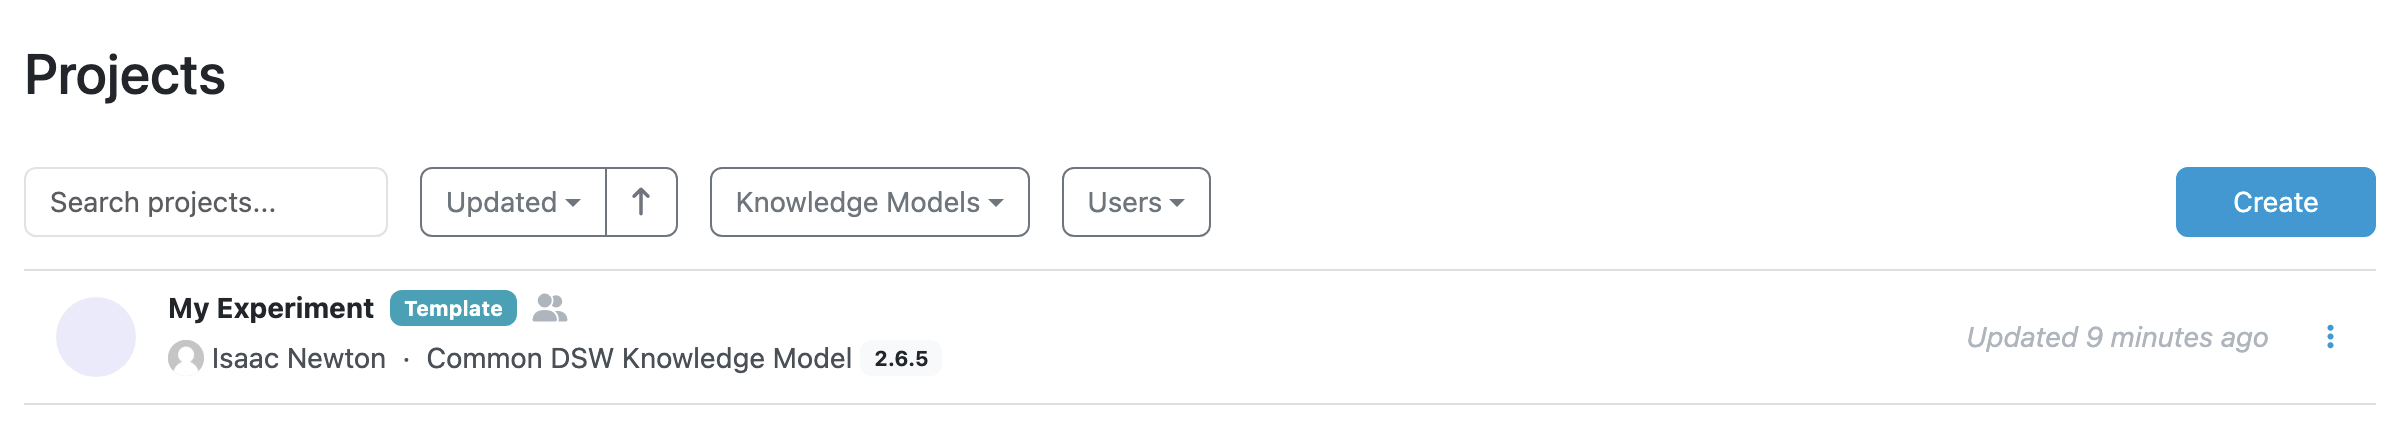 Projects
Search projects...
Updated
Knowledge Models
Users
Create
My Experiment Template
Isaac Newton · Common DSW Knowledge Model 2.6.5
Updated 9 minutes ago